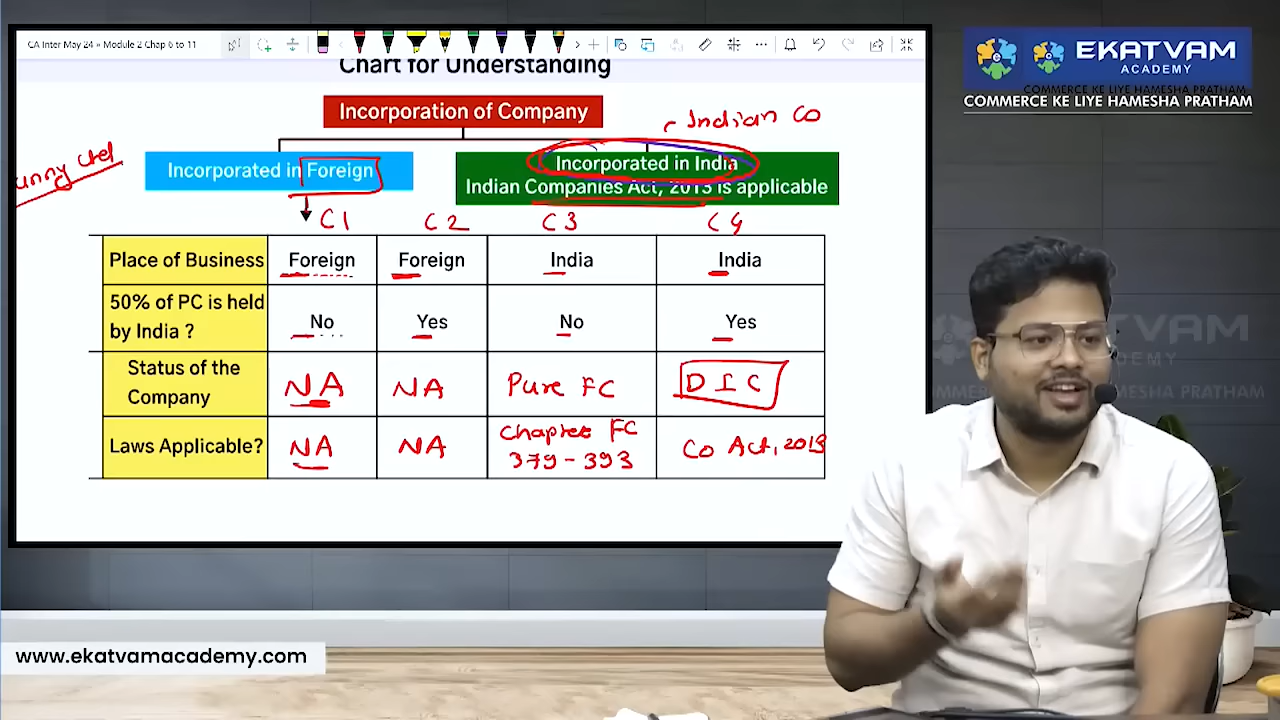 CA Inter May 24 » Module 2 Chap 6 to 11
Chart for Understanding
Incorporation of Company
Indian Co
Incorporated in Foreign
Incorporated in India
Indian Companies Act, 2013 is applicable
C1 C2 C3 C4
Place of Business Foreign Foreign India India
50% of PC is held by India ? No Yes No Yes
Status of the Company NA NA Pure FC DIC
Laws Applicable? NA NA Chapter FC 379-393 Co Act, 2013
EKATVAM
ACADEMY
COMMERCE KE LIYE HAMESHA PRATHAM
www.ekatvamacademy.com